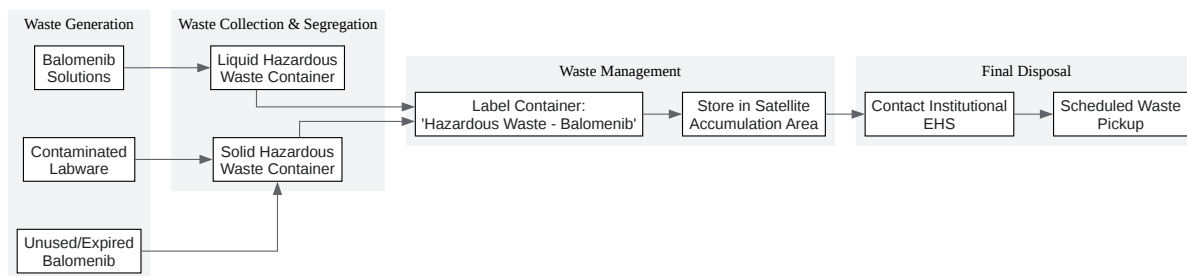 Waste Generation
Balomenib
Solutions
Contaminated
Labware
Unused/Expired
Balomenib
Waste Collection & Segregation
Liquid Hazardous
Waste Container
Solid Hazardous
Waste Container
Waste Management
Label Container:
'Hazardous Waste - Balomenib'
Store in Satellite
Accumulation Area
Final Disposal
Contact Institutional
EHS
Scheduled Waste
Pickup